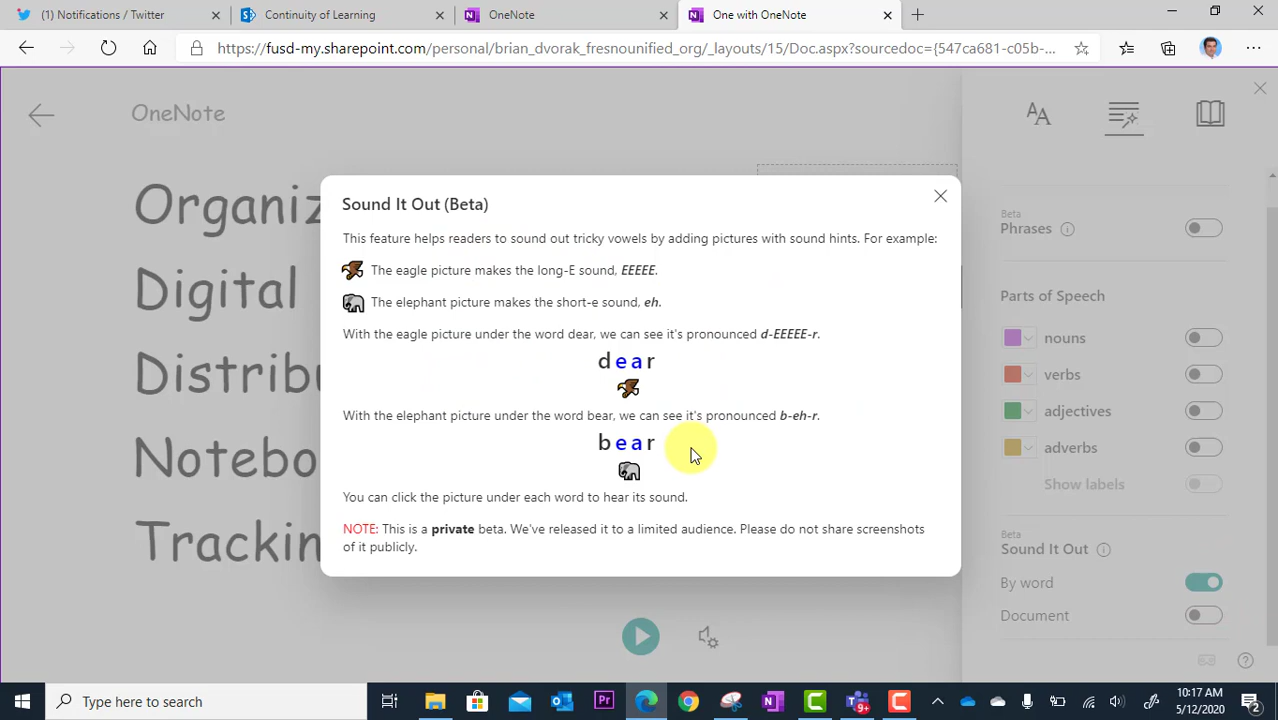 (1) Notifications / Twitter
Continuity of Learning
OneNote
One with OneNote
https://fusd-my.sharepoint.com/personal/brian_dvorak_fresnounified_org/_layouts/15/Doc.aspx?sourcedoc={547ca681-c05b-...
OneNote
Organiz
Digital
Distribu
Notebo
Trackin
Sound It Out (Beta)
This feature helps readers to sound out tricky vowels by adding pictures with sound hints. For example:
The eagle picture makes the long-E sound, EEEEE.
The elephant picture makes the short-e sound, eh.
With the eagle picture under the word dear, we can see it's pronounced d-EEEEE-r.
dear
With the elephant picture under the word bear, we can see it's pronounced b-eh-r.
bear
You can click the picture under each word to hear its sound.
NOTE: This is a private beta. We've released it to a limited audience. Please do not share screenshots
of it publicly.
AA
Beta
Phrases
Parts of Speech
nouns
verbs
adjectives
adverbs
Show labels
Beta
Sound It Out
By word
Document
Type here to search
Pr
9+
10:17 AM
5/12/2020
2